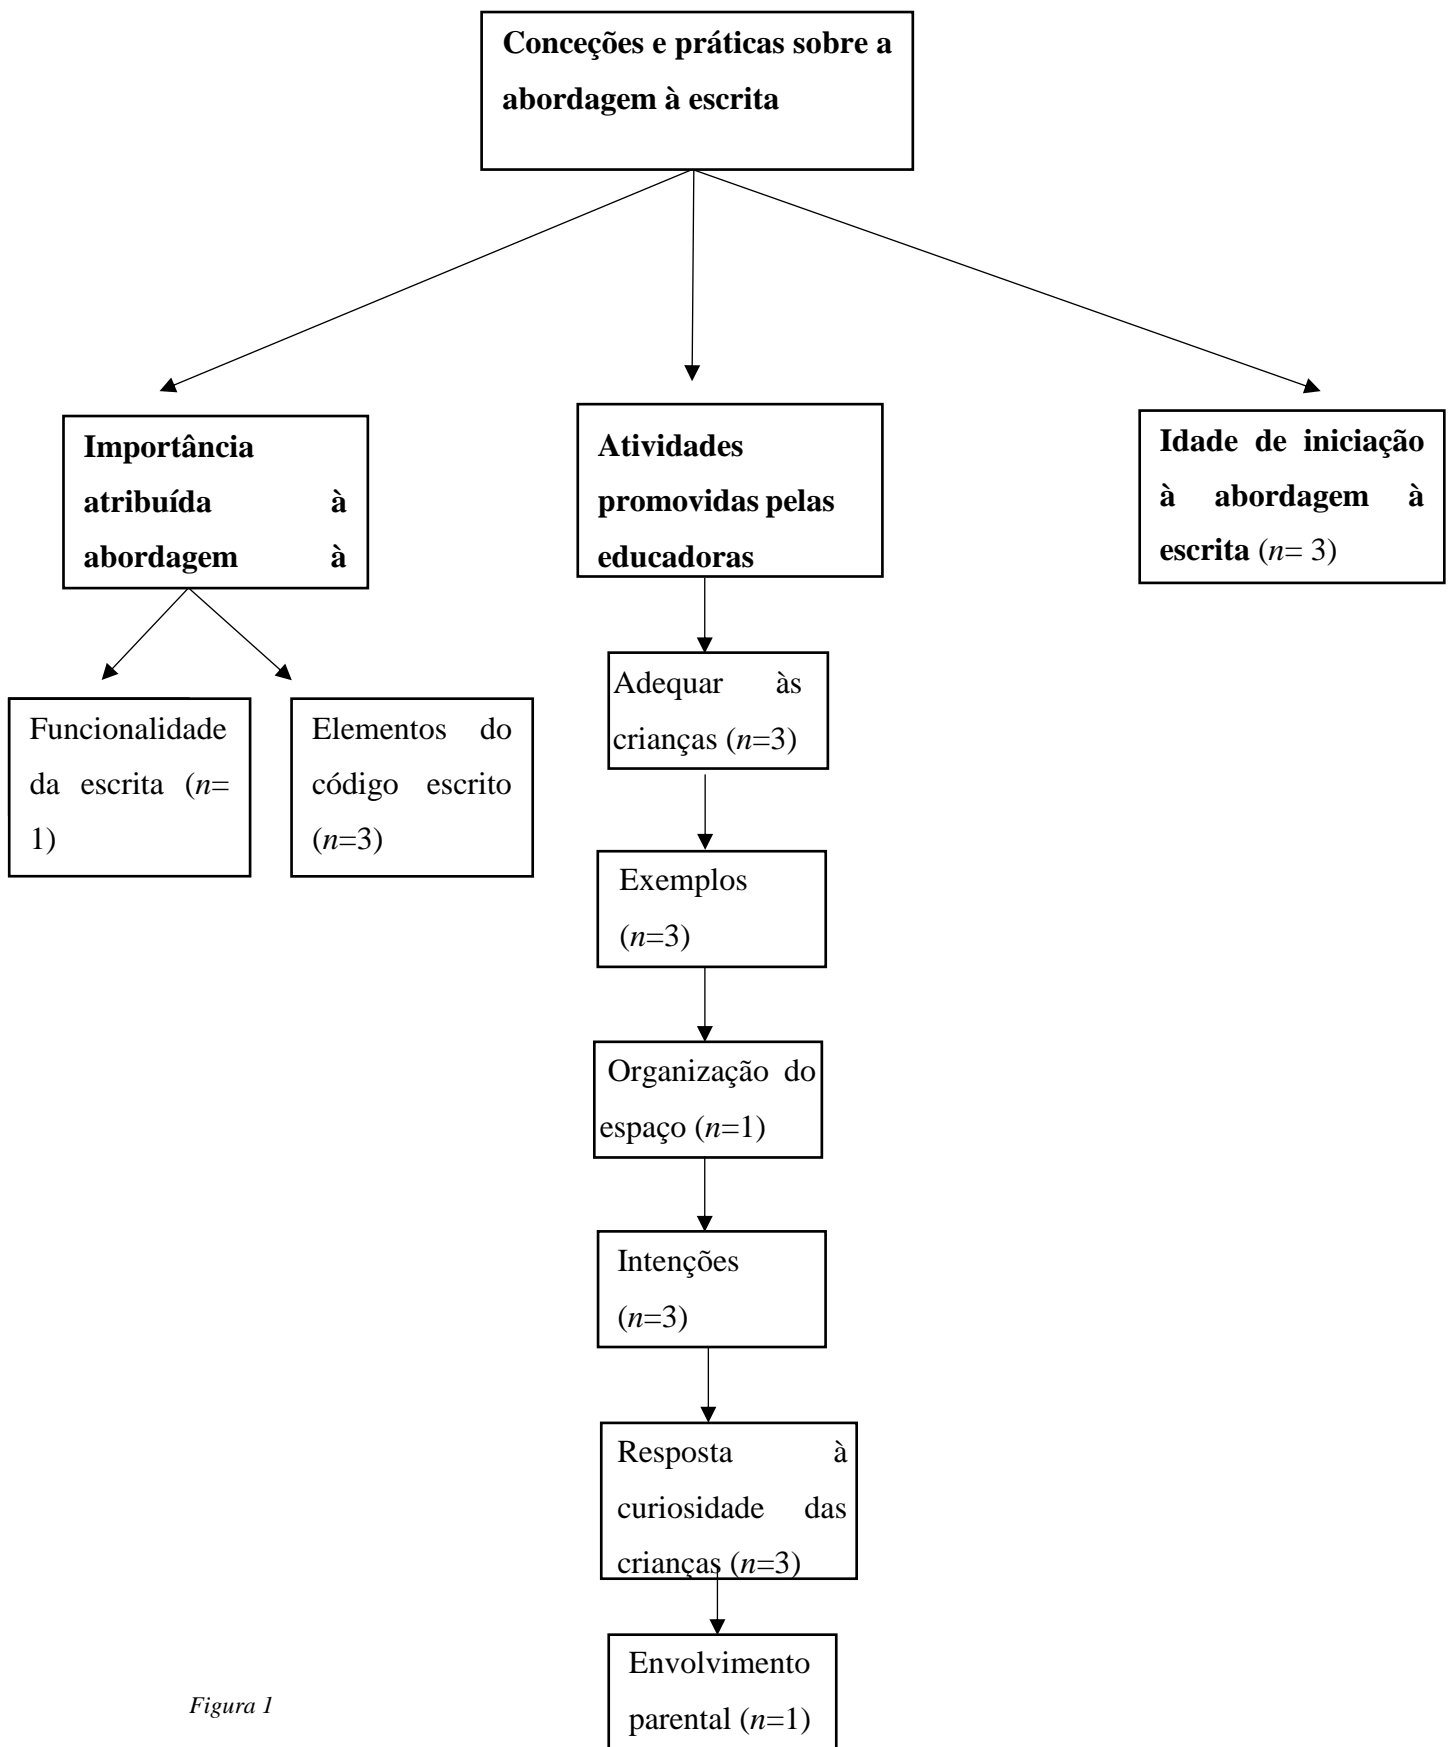 Conceções e práticas sobre a
abordagem à escrita
Importância
atribuída à
abordagem à
Atividades
promovidas pelas
educadoras
Idade de iniciação
à abordagem à
escrita (n= 3)
Funcionalidade
da escrita (n=
1)
Elementos do
código escrito
(n=3)
Adequar às
crianças (n=3)
Exemplos
(n=3)
Organização do
espaço (n=1)
Intenções
(n=3)
Resposta à
curiosidade das
crianças (n=3)
Envolvimento
parental (n=1)
Figura 1